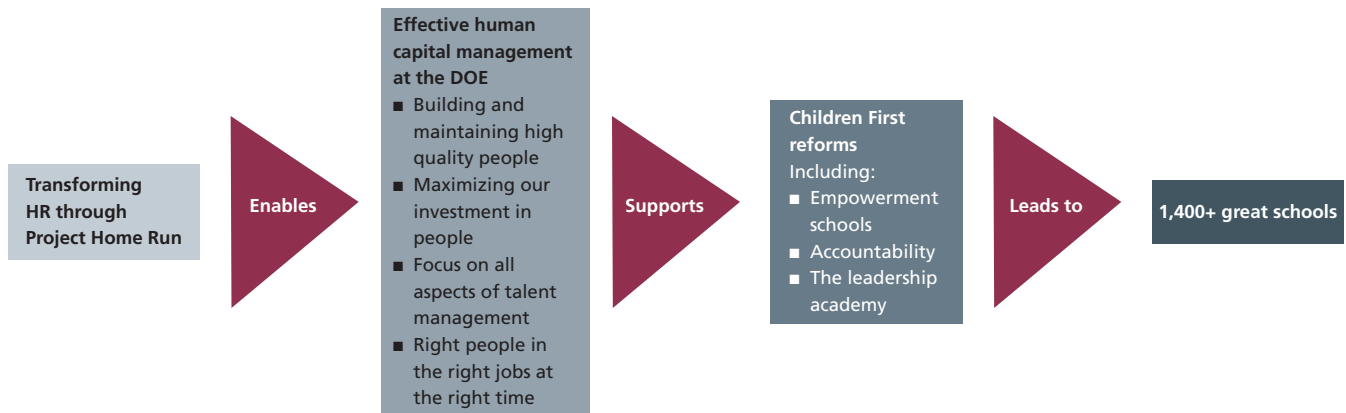 Transforming
HR through
Project Home Run
Enables
Effective human
capital management
at the DOE
■ Building and
maintaining high
quality people
■ Maximizing our
investment in
people
■ Focus on all
aspects of talent
management
■ Right people in
the right jobs at
the right time
Supports
Children First
reforms
Including:
■ Empowerment
schools
■ Accountability
■ The leadership
academy
Leads to
1,400+ great schools